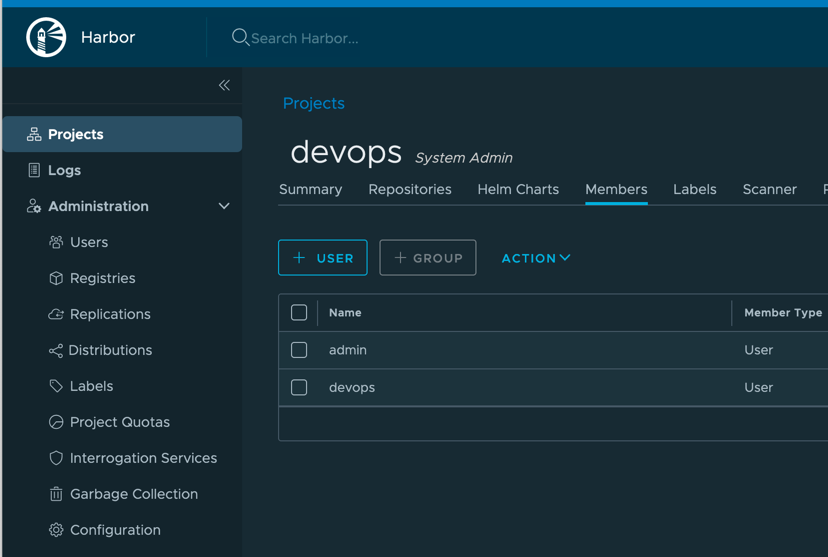 Harbor
Search Harbor...
Projects
Logs
Administration
Users
Registries
Replications
Distributions
Labels
Project Quotas
Interrogation Services
Garbage Collection
Configuration
Projects
devops System Admin
Summary Repositories Helm Charts Members Labels Scanner
+ USER + GROUP ACTION
Name Member Type
admin User
devops User